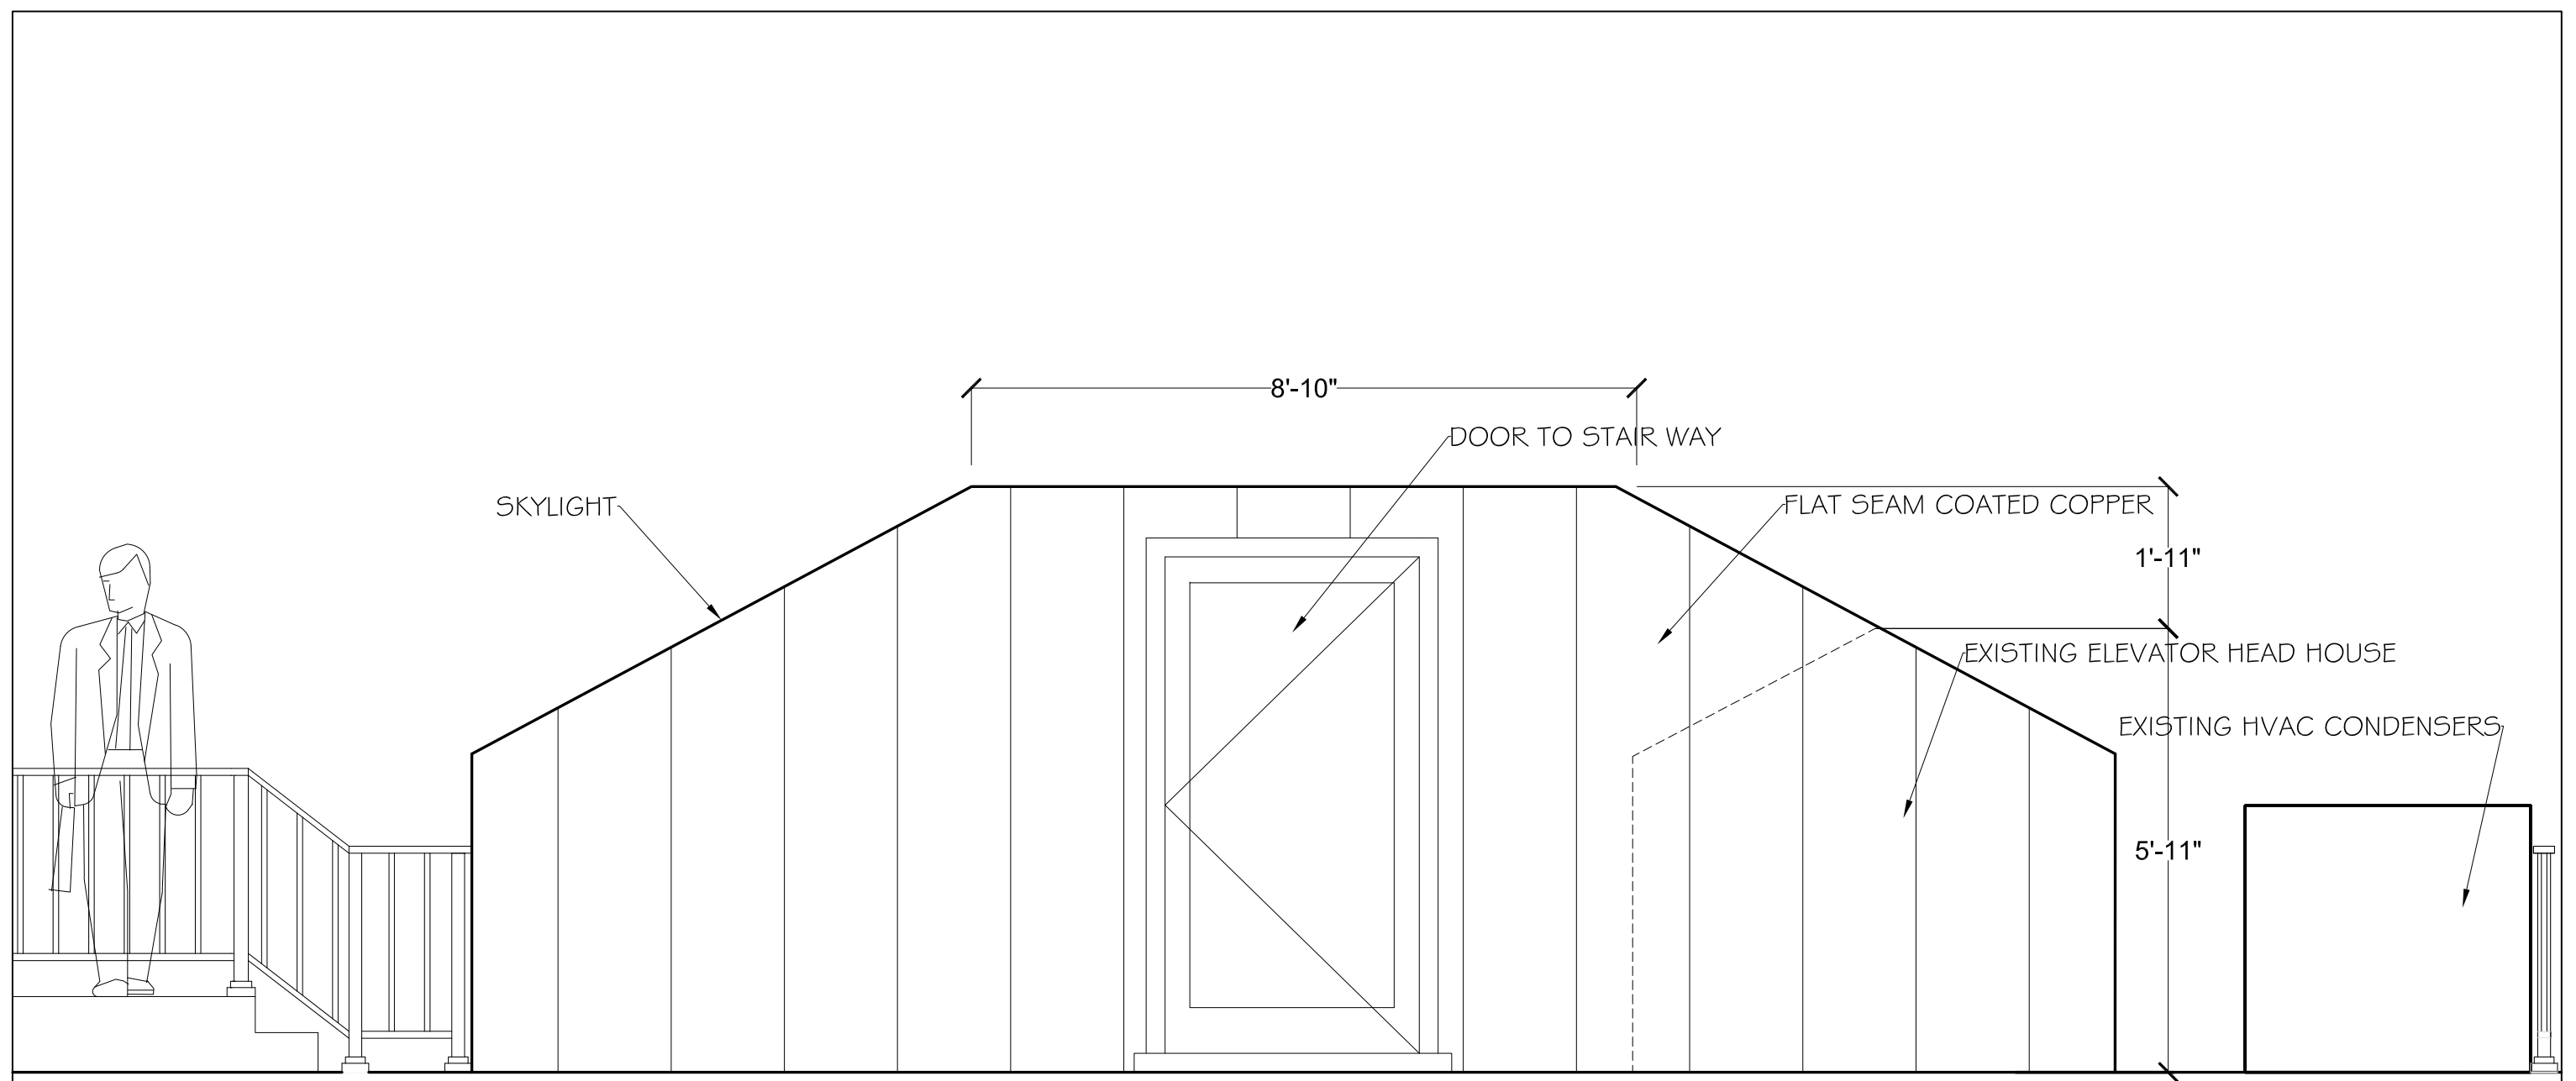 8'-10"
DOOR TO STAIR WAY
SKYLIGHT
FLAT SEAM COATED COPPER
1'-11"
EXISTING ELEVATOR HEAD HOUSE
EXISTING HVAC CONDENSERS
5'-11"